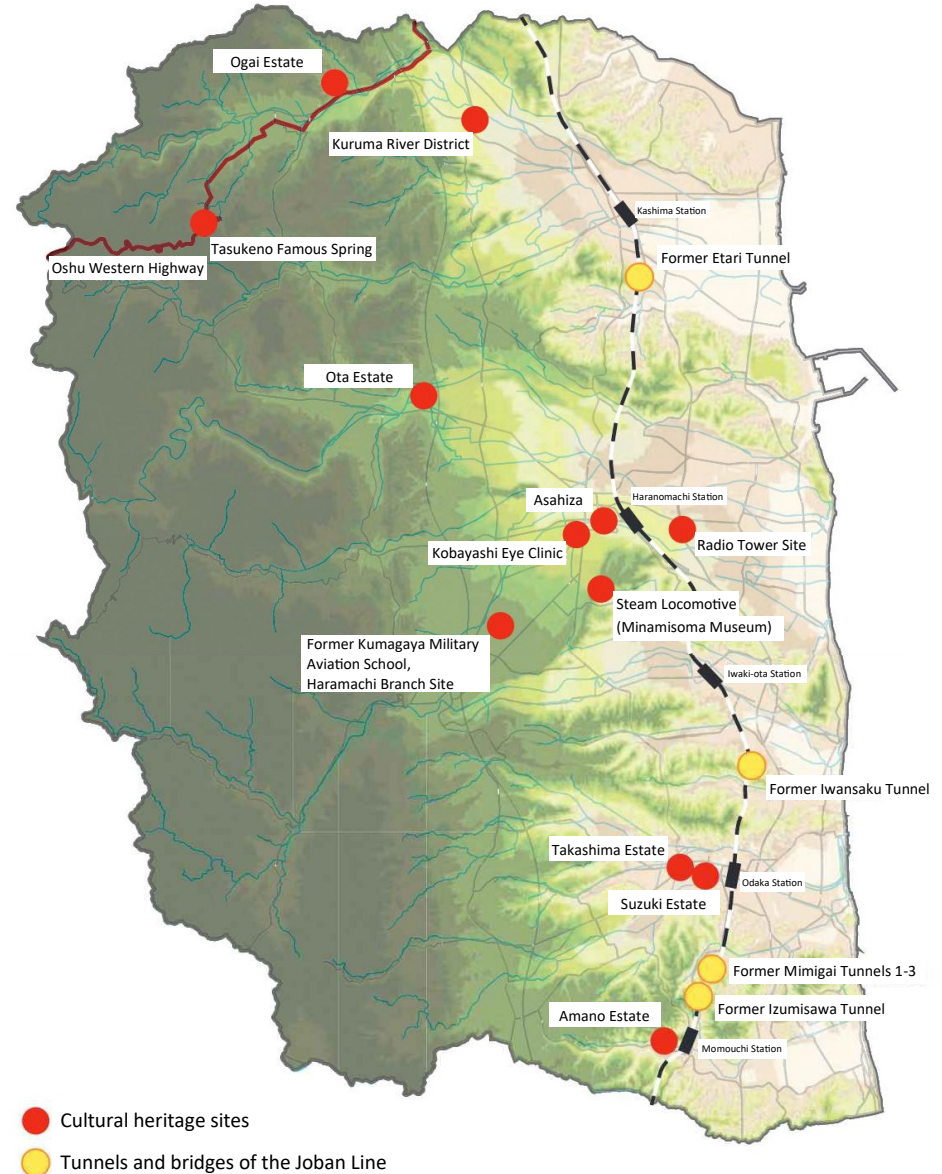 Ogai Estate
Kuruma River District
Kashima Station
Tasukeno Famous Spring
Oshu Western Highway
Former Etari Tunnel
Ota Estate
Asahiza
Haranomachi Station
Kobayashi Eye Clinic
Radio Tower Site
Steam Locomotive
(Minamisoma Museum)
Former Kumagaya Military
Aviation School,
Haramachi Branch Site
Iwaki-ota Station
Former Iwansaku Tunnel
Takashima Estate
Odaka Station
Suzuki Estate
Former Mimigai Tunnels 1-3
Former Izumisawa Tunnel
Amano Estate
Momouchi Station
Cultural heritage sites
Tunnels and bridges of the Joban Line